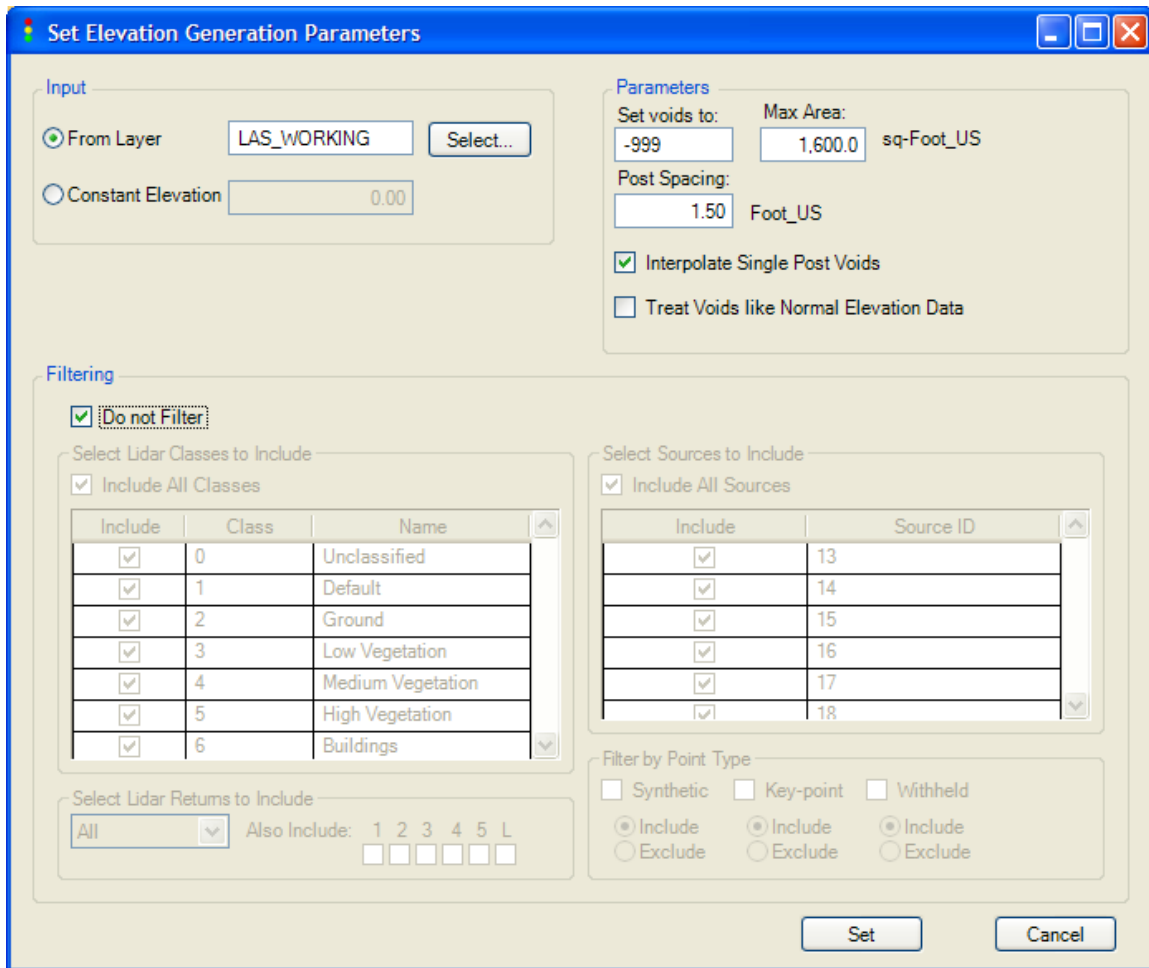 Set Elevation Generation Parameters
Input
From Layer LAS_WORKING Select...
Constant Elevation 0.00
Parameters
Set voids to: Max Area:
-999 1,600.0 sq-Foot_US
Post Spacing:
1.50 Foot_US
Interpolate Single Post Voids
Treat Voids like Normal Elevation Data
Filtering
Do not Filter
Select Lidar Classes to Include
Include All Classes
Include Class Name
0 Unclassified
1 Default
2 Ground
3 Low Vegetation
4 Medium Vegetation
5 High Vegetation
6 Buildings
Select Sources to Include
Include All Sources
Include Source ID
13
14
15
16
17
18
Select Lidar Returns to Include
All Also Include: 1 2 3 4 5 L
Filter by Point Type
Synthetic Key-point Withheld
Include Include Include
Exclude Exclude Exclude
Set Cancel